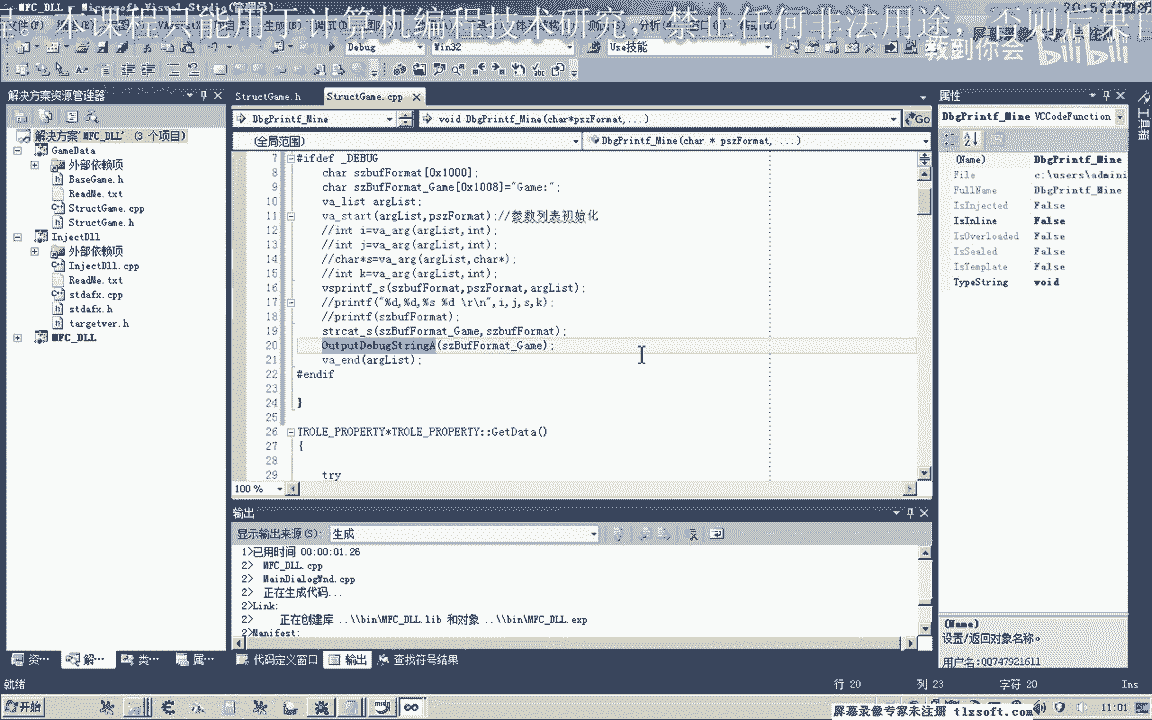 MFC_DLL - Microsoft Visual Studio(管理员)
本课程只能用于计算机编程技术研究，禁止任何非法用途，否则后果自
教到你会
bilibili
Debug
Win32
Use技能
解决方案资源管理器
解决方案"MFC_DLL" (3 个项目)
GameData
外部依赖项
BaseGame.h
ReadMe.txt
StructGame.cpp
StructGame.h
InjectDll
外部依赖项
InjectDll.cpp
ReadMe.txt
stdafx.cpp
stdafx.h
targetver.h
MFC_DLL
StructGame.h
StructGame.cpp
DbgPrintf_Mine
void DbgPrintf_Mine(char*pszFormat,...)
Go
(全局范围)
DbgPrintf_Mine(char * pszFormat, ...)
7 #ifdef _DEBUG
8 char szbufFormat[0x1000];
9 char szBufFormat_Game[0x1008]="Game:";
10 va_list argList;
11 va_start(argList,pszFormat);//参数列表初始化
12 //int i=va_arg(argList,int);
13 //int j=va_arg(argList,int);
14 //char*s=va_arg(argList,char*);
15 //int k=va_arg(argList,int);
16 vsprintf_s(szbufFormat,pszFormat,argList);
17 //printf("%d,%d,%s %d \r\n",i,j,s,k);
18 //printf(szbufFormat);
19 strcat_s(szBufFormat_Game,szbufFormat);
20 OutputDebugStringA(szBufFormat_Game);
21 va_end(argList);
22 #endif
23
24 }
25
26 TROLE_PROPERTY*TROLE_PROPERTY::GetData()
27 {
28
29 try
100 %
输出
显示输出来源(S): 生成
1>已用时间 00:00:01.26
2> MFC_DLL.cpp
2> MainDialogWnd.cpp
2> 正在生成代码...
2>Link:
2> 正在创建库 ..\\bin\MFC_DLL.lib 和对象 ..\\bin\MFC_DLL.exp
2>Manifest:
资…
解…
类…
属…
代码定义窗口
输出
查找符号结果
属性
DbgPrintf_Mine VCCodeFunction
(Name) DbgPrintf_Mine
File c:\users\admini
FullName DbgPrintf_Mine
IsInjected False
IsInline False
IsOverloaded False
IsSealed False
IsTemplate False
TypeString void
(Name)
设置/返回对象名称。
用户名:QQ747921611
工具箱
就绪
行 20
列 23
字符 20
Ins
开始
11:01
屏幕录像专家未注册 tlxsoft.com